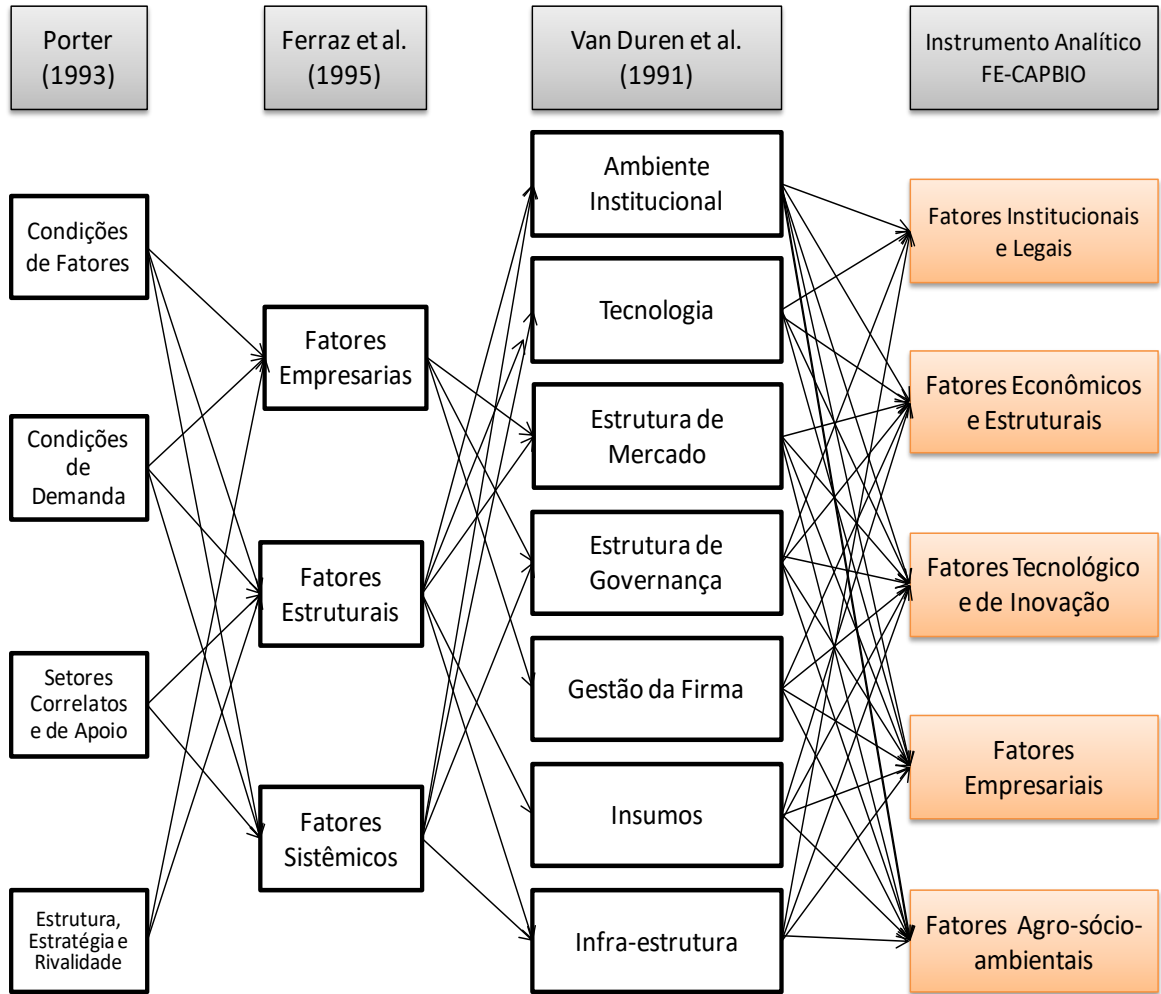 Porter
(1993)
Ferraz et al.
(1995)
Van Duren et al.
(1991)
Instrumento Analítico
FE-CAPBIO
Condições
de Fatores
Condições
de
Demanda
Setores
Correlatos
e de Apoio
Estrutura,
Estratégia e
Rivalidade
Fatores
Empresarias
Fatores
Estruturais
Fatores
Sistêmicos
Ambiente
Institucional
Tecnologia
Estrutura de
Mercado
Estrutura de
Governança
Gestão da Firma
Insumos
Infra-estrutura
Fatores Institucionais
e Legais
Fatores Econômicos
e Estruturais
Fatores Tecnológico
e de Inovação
Fatores
Empresariais
Fatores Agro-sócio-
ambientais